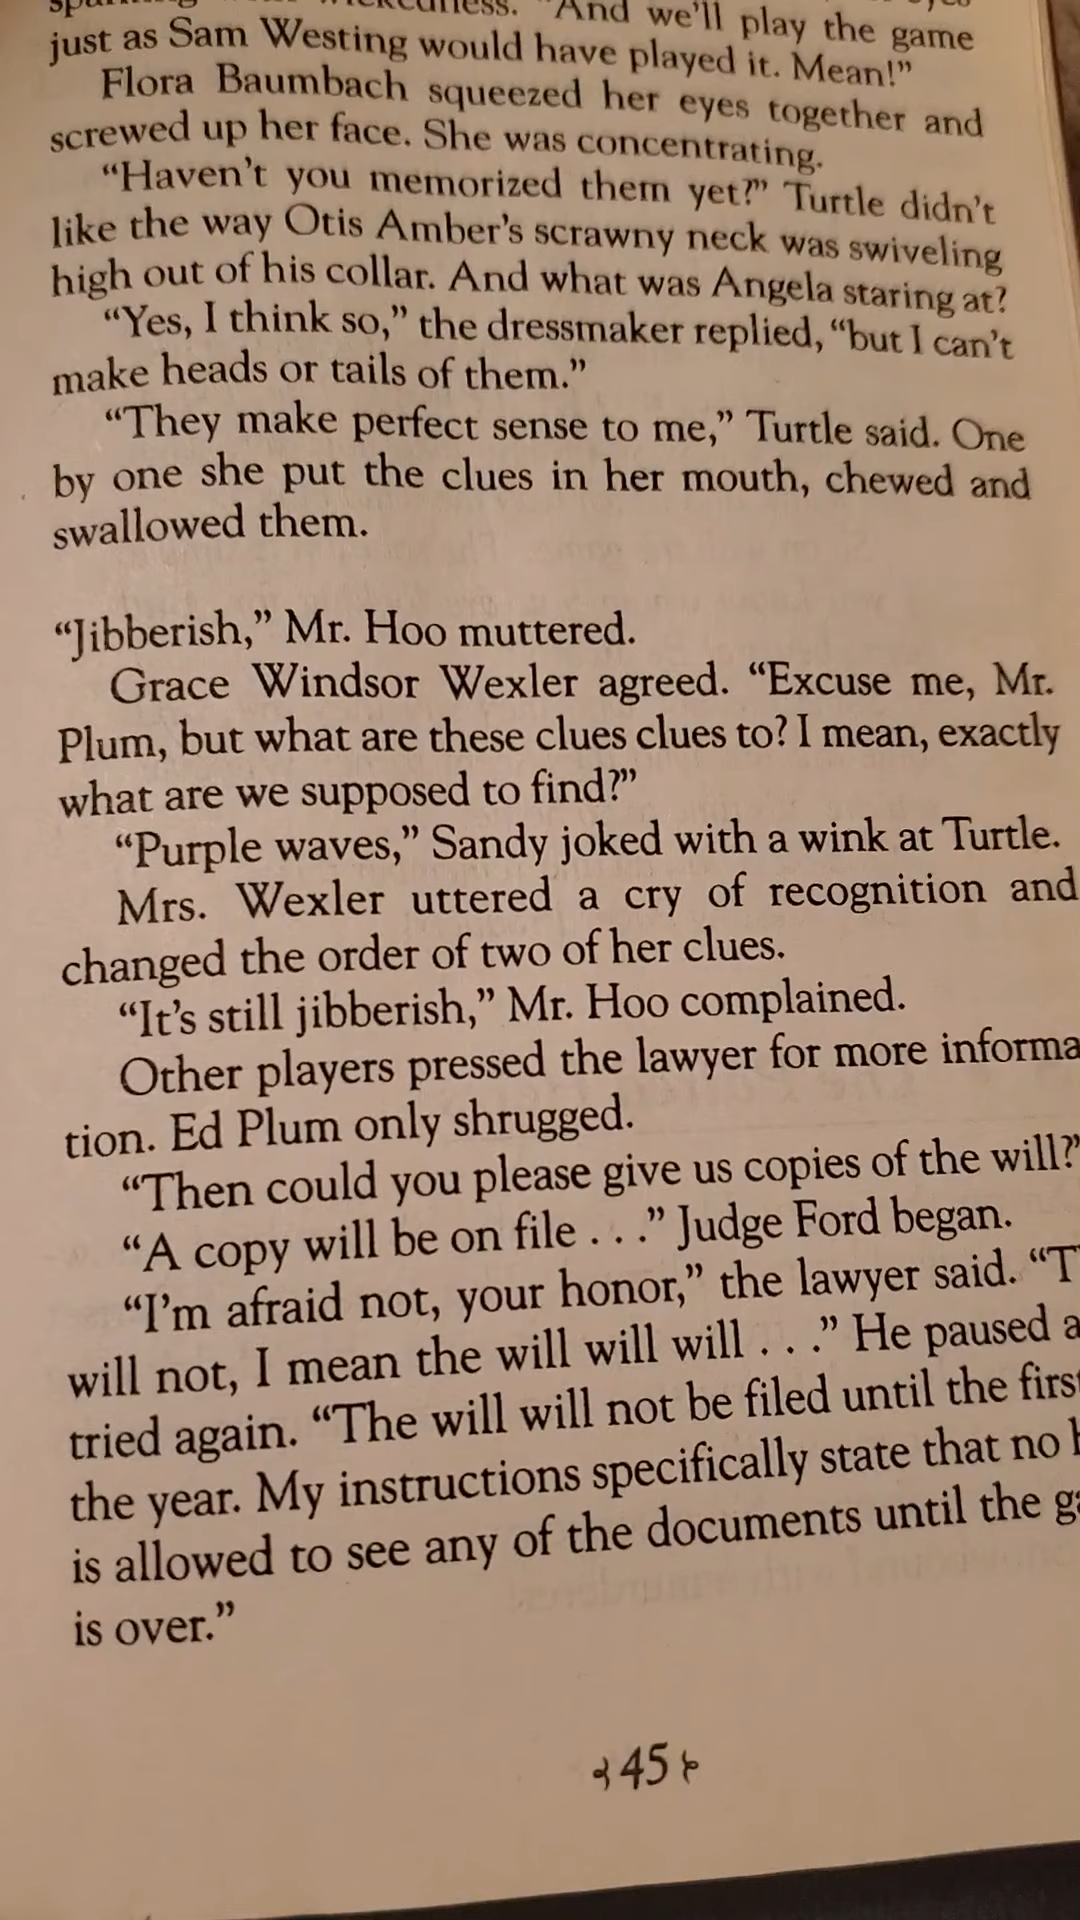 "And we'll play the game
just as Sam Westing would have played it. Mean!"
Flora Baumbach squeezed her eyes together and
screwed up her face. She was concentrating.
"Haven't you memorized them yet?" Turtle didn't
like the way Otis Amber's scrawny neck was swiveling
high out of his collar. And what was Angela staring at?
"Yes, I think so," the dressmaker replied, "but I can't
make heads or tails of them."
"They make perfect sense to me," Turtle said. One
by one she put the clues in her mouth, chewed and
swallowed them.
"Jibberish," Mr. Hoo muttered.
Grace Windsor Wexler agreed. "Excuse me, Mr.
Plum, but what are these clues clues to? I mean, exactly
what are we supposed to find?"
"Purple waves," Sandy joked with a wink at Turtle.
Mrs. Wexler uttered a cry of recognition and
changed the order of two of her clues.
"It's still jibberish," Mr. Hoo complained.
Other players pressed the lawyer for more informa
tion. Ed Plum only shrugged.
"Then could you please give us copies of the will?"
"A copy will be on file . . ." Judge Ford began.
"I'm afraid not, your honor," the lawyer said. "T
will not, I mean the will will will . . ." He paused a
tried again. "The will will not be filed until the first
the year. My instructions specifically state that no
is allowed to see any of the documents until the ga
is over."
45